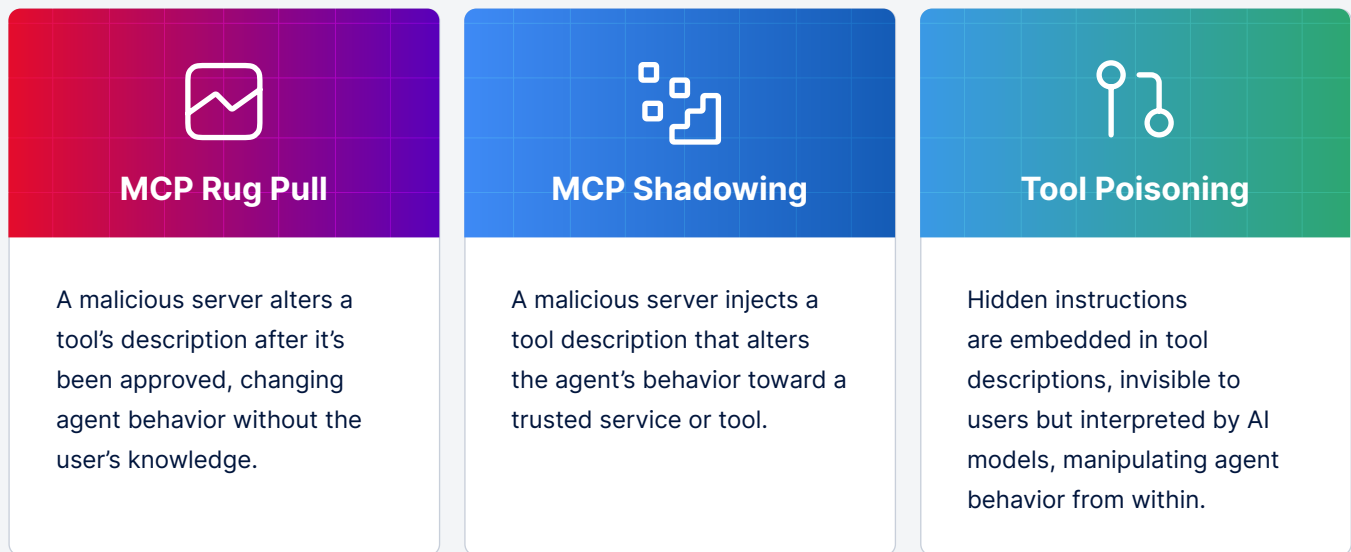 MCP Rug Pull
A malicious server alters a
tool’s description after it’s
been approved, changing
agent behavior without the
user’s knowledge.
MCP Shadowing
A malicious server injects a
tool description that alters
the agent’s behavior toward a
trusted service or tool.
Tool Poisoning
Hidden instructions
are embedded in tool
descriptions, invisible to
users but interpreted by AI
models, manipulating agent
behavior from within.